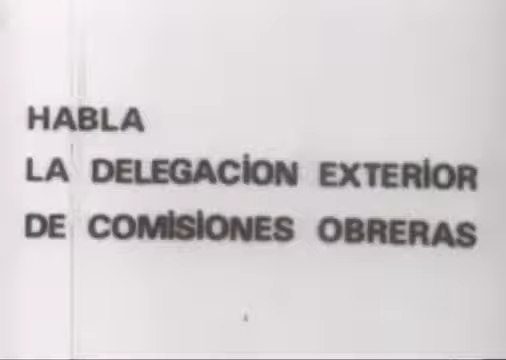 HABLA
LA DELEGACiON EXTERiOR
DE COMiSiONES OBRERAS